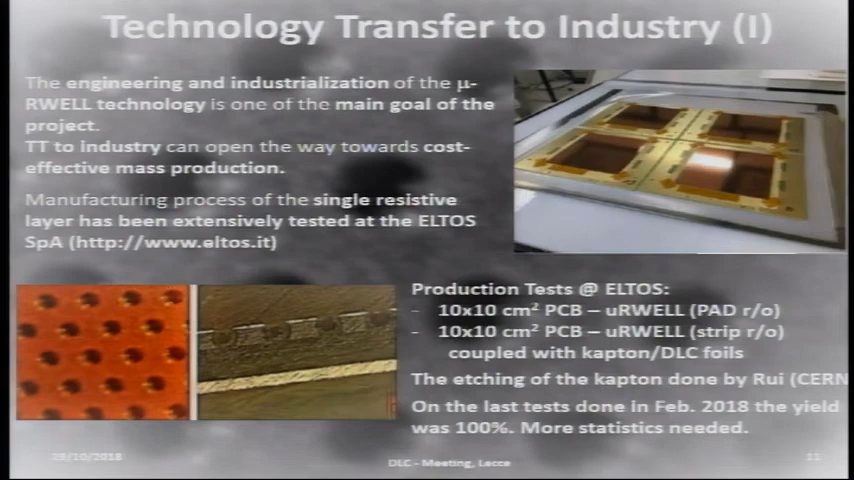 Technology Transfer to Industry (I)
The engineering and industrialization of the μ-
RWELL technology is one of the main goal of the
project.
TT to industry can open the way towards cost-
effective mass production.
Manufacturing process of the single resistive
layer has been extensively tested at the ELTOS
SpA (http://www.eltos.it)
Production Tests @ ELTOS:
- 10x10 cm² PCB – uRWELL (PAD r/o)
- 10x10 cm² PCB – uRWELL (strip r/o)
coupled with kapton/DLC foils
The etching of the kapton done by Rui (CERN
On the last tests done in Feb. 2018 the yield
was 100%. More statistics needed.
29/10/2018
DLC - Meeting, Lecce
11